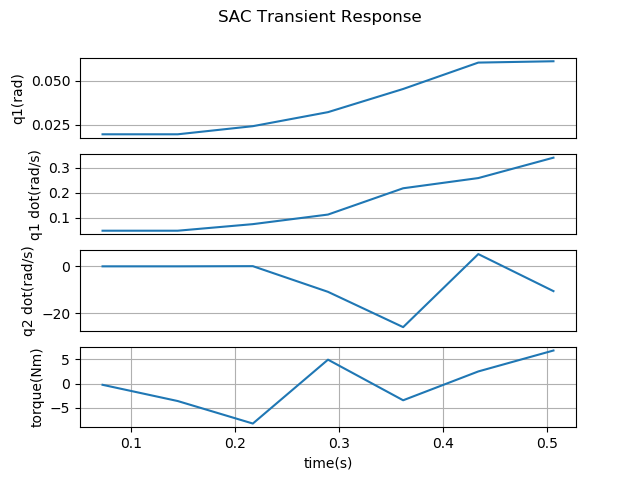 SAC Transient Response
q1(rad)
0.050
0.025
q1 dot(rad/s)
0.3
0.2
0.1
q2 dot(rad/s)
0
−20
torque(Nm)
5
0
−5
0.1 0.2 0.3 0.4 0.5
time(s)